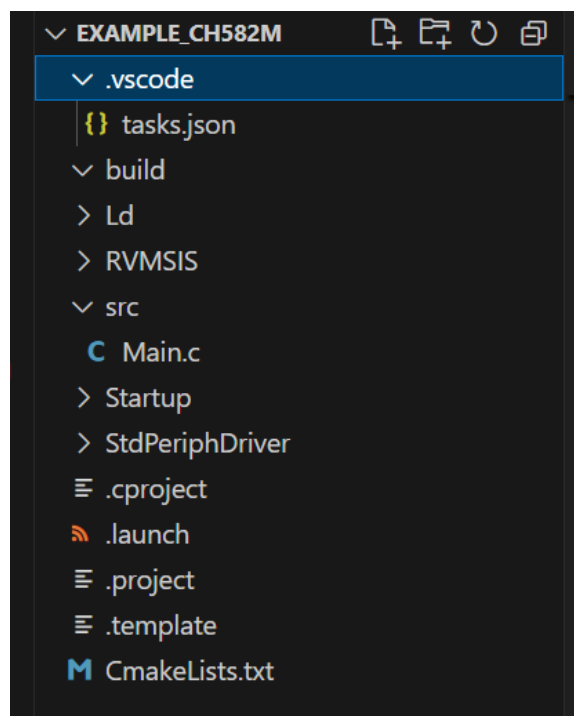 EXAMPLE_CH582M
.vscode
{} tasks.json
build
Ld
RVMSIS
src
C Main.c
Startup
StdPeriphDriver
.cproject
.launch
.project
.template
M CmakeLists.txt